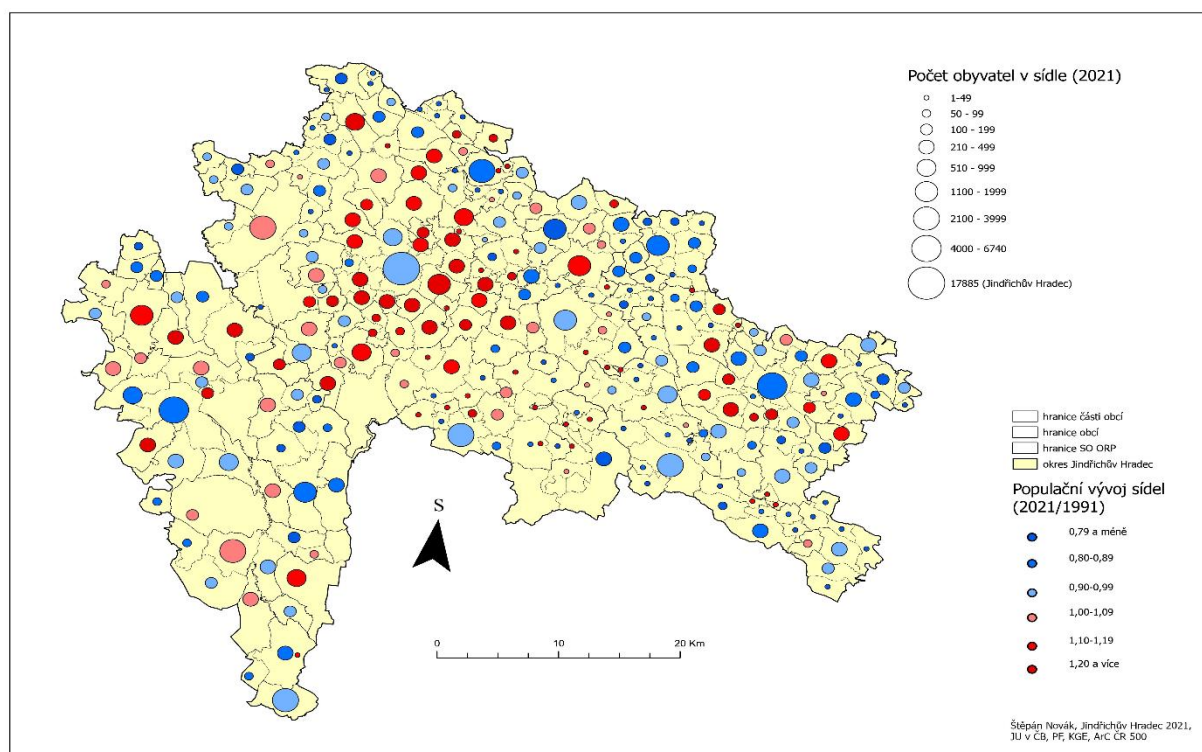 Počet obyvatel v sídle (2021)
1-49
50 - 99
100 - 199
210 - 499
510 - 999
1100 - 1999
2100 - 3999
4000 - 6740
17885 (Jindřichův Hradec)
hranice části obcí
hranice obcí
hranice SO ORP
okres Jindřichův Hradec
Populační vývoj sídel
(2021/1991)
0,79 a méně
0,80-0,89
0,90-0,99
1,00-1,09
1,10-1,19
1,20 a více
S
0 10 20 Km
Štěpán Novák, Jindřichův Hradec 2021,
JU v ČB, PF, KGE, ArC ČR 500